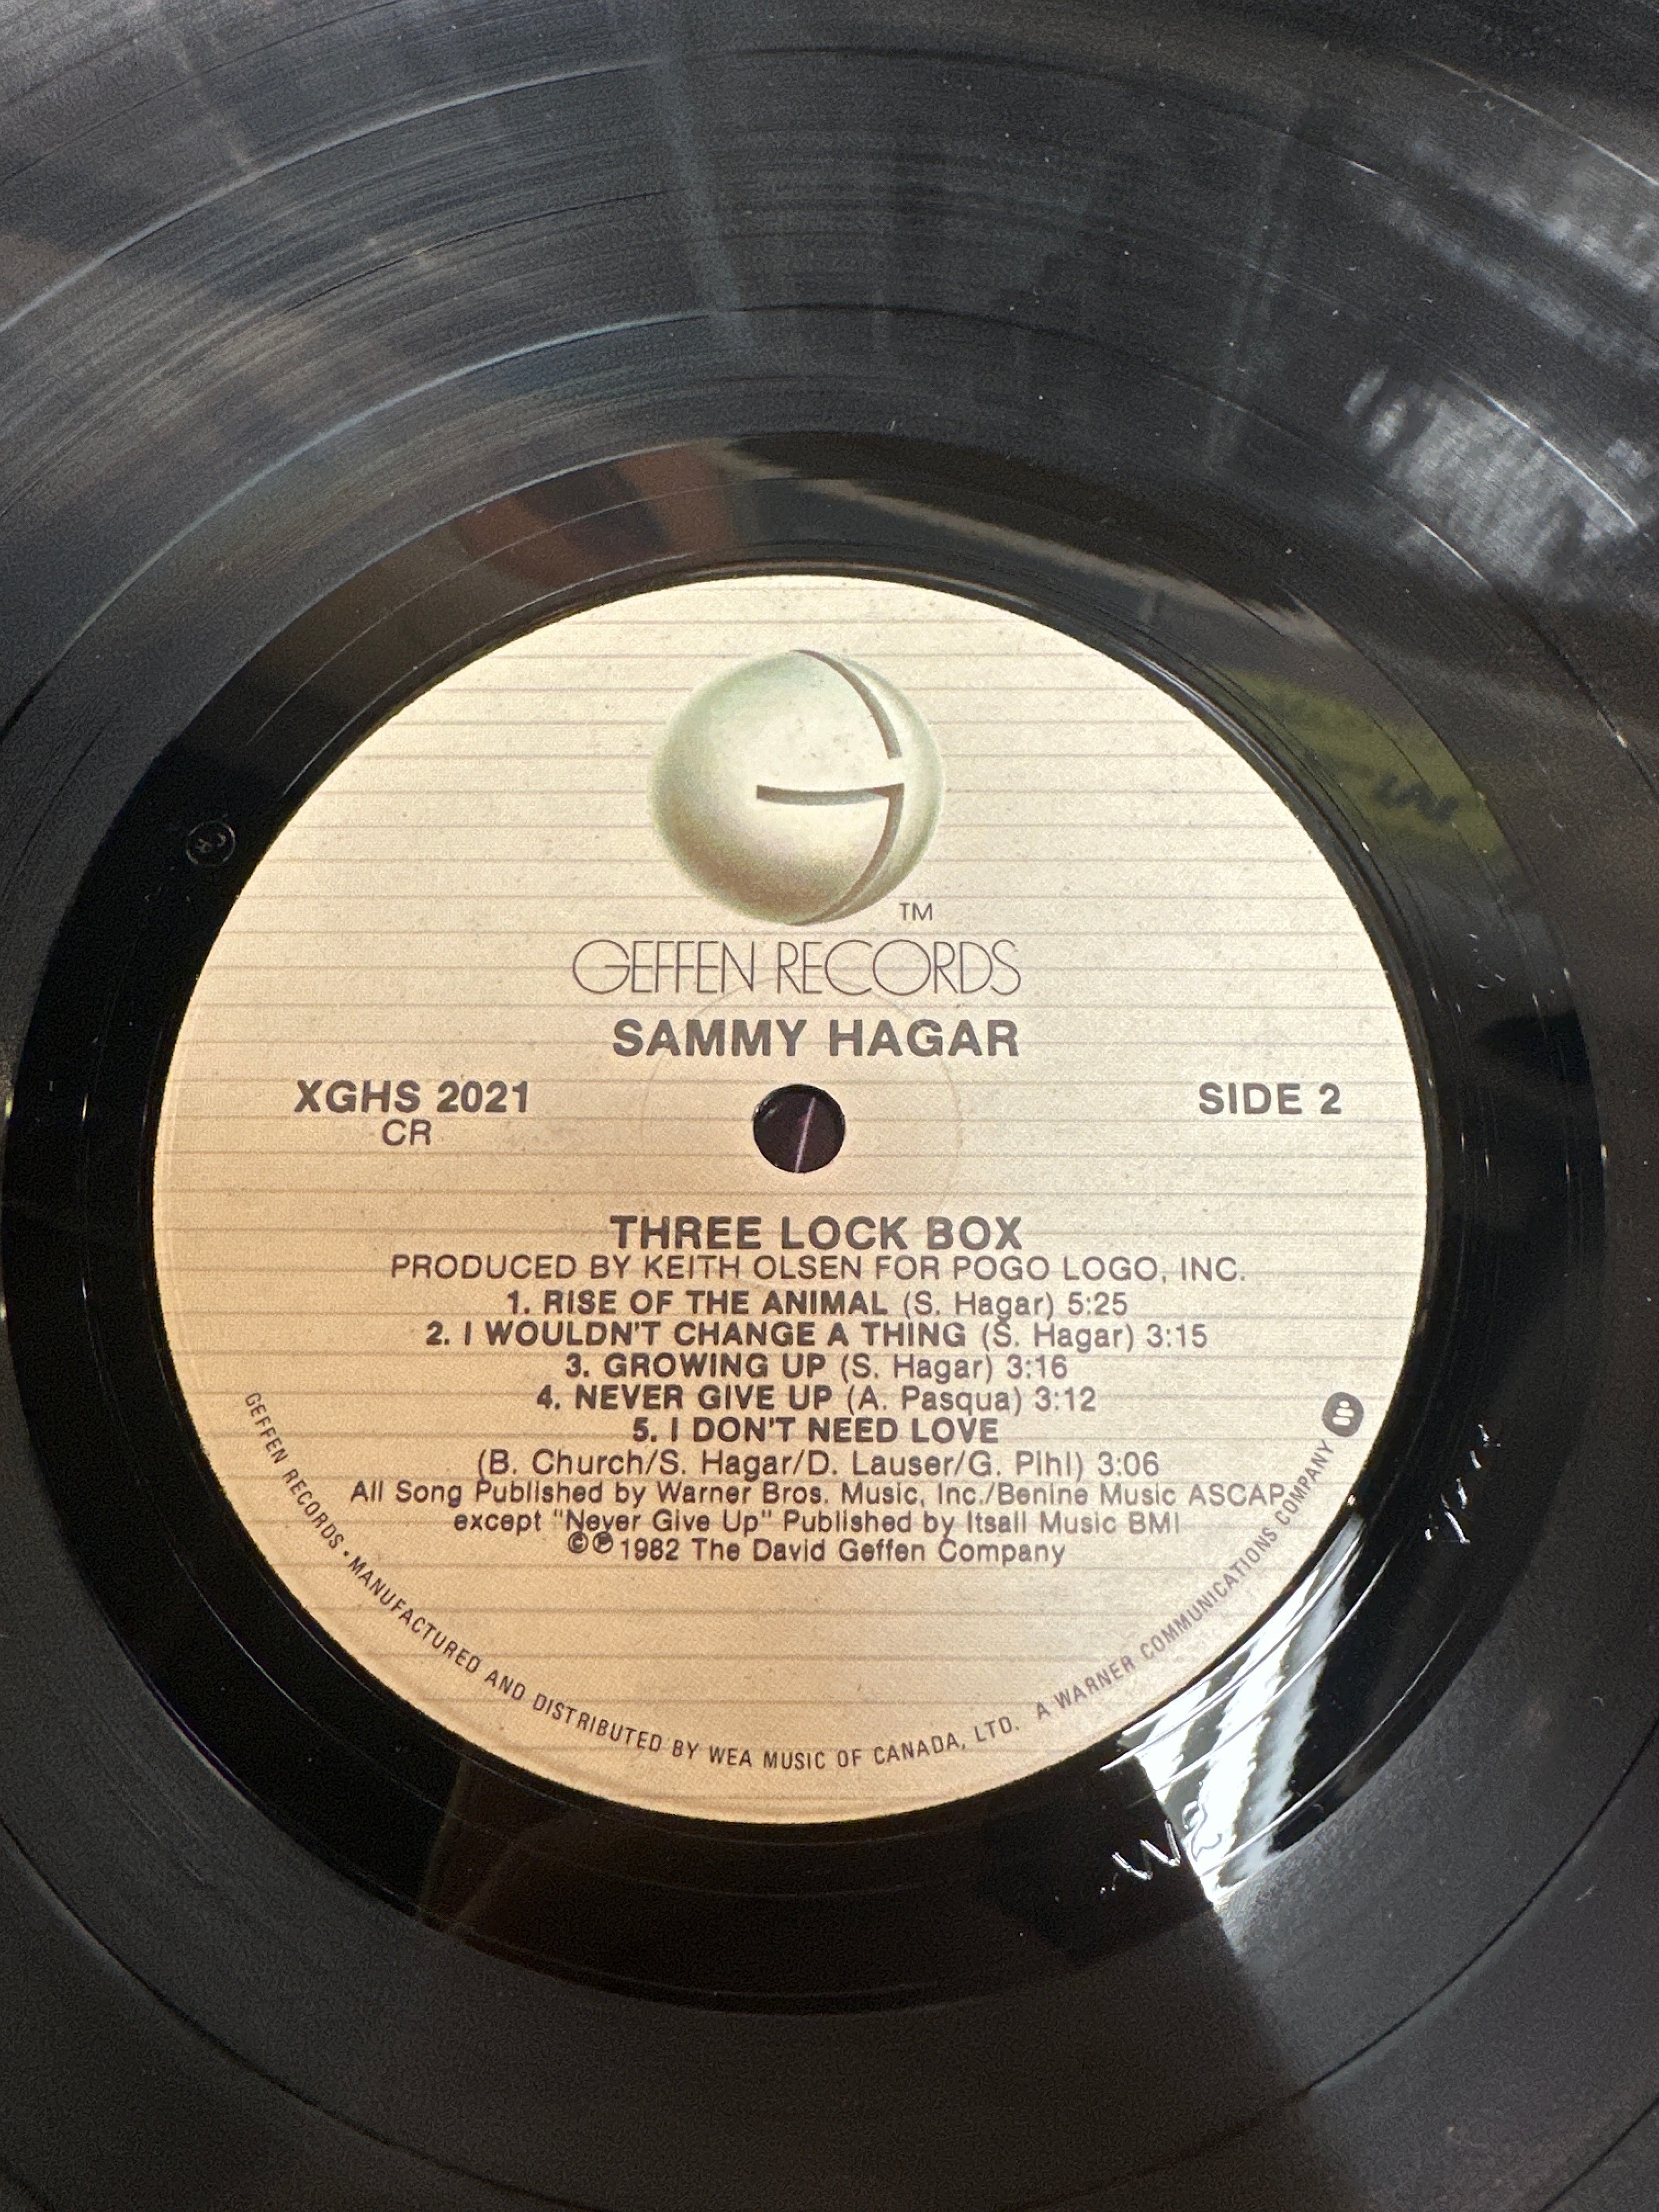 TM
GEFFEN RECORDS
SAMMY HAGAR
XGHS 2021
CR
SIDE 2
THREE LOCK BOX
PRODUCED BY KEITH OLSEN FOR POGO LOGO, INC.
1. RISE OF THE ANIMAL (S. Hagar) 5:25
2. I WOULDN'T CHANGE A THING (S. Hagar) 3:15
3. GROWING UP (S. Hagar) 3:16
4. NEVER GIVE UP (A. Pasqua) 3:12
5. I DON'T NEED LOVE
(B. Church/S. Hagar/D. Lauser/G. Pihl) 3:06
All Song Published by Warner Bros. Music, Inc./Benine Music ASCAP
except "Never Give Up" Published by Itsall Music BMI
©℗1982 The David Geffen Company
GEFFEN RECORDS • MANUFACTURED AND DISTRIBUTED BY WEA MUSIC OF CANADA, LTD. A WARNER COMMUNICATIONS COMPANY
CR